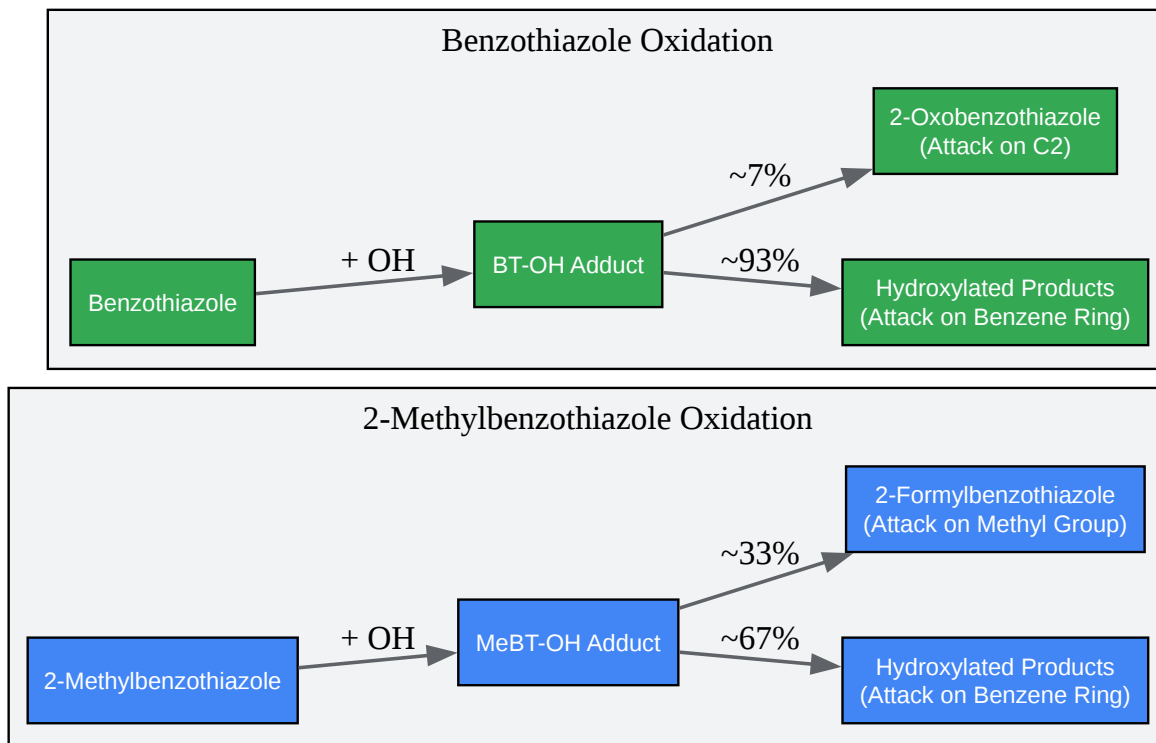 Benzothiazole Oxidation
2-Oxobenzothiazole
(Attack on C2)
~7%
+ OH
BT-OH Adduct
~93%
Benzothiazole
Hydroxylated Products
(Attack on Benzene Ring)
2-Methylbenzothiazole Oxidation
2-Formylbenzothiazole
(Attack on Methyl Group)
~33%
+ OH
MeBT-OH Adduct
~67%
2-Methylbenzothiazole
Hydroxylated Products
(Attack on Benzene Ring)